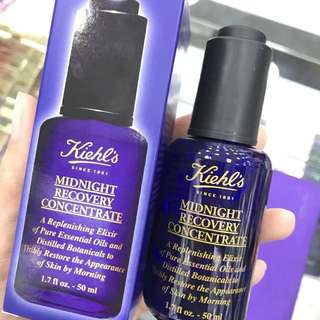 Kiehl's
SINCE 1851
MIDNIGHT
RECOVERY
CONCENTRATE
A Replenishing Elixir
of Pure Essential Oils and
Distilled Botanicals to
Visibly Restore the Appearance
of Skin by Morning
1.7 fl. oz. - 50 ml
Kiehl's
SINCE 1851
MIDNIGHT
RECOVERY
CONCENTRATE
A Replenishing Elixir
of Pure Essential Oils and
Distilled Botanicals to
Visibly Restore the Appearance
of Skin by Morning
1.7 fl. oz. - 50 ml